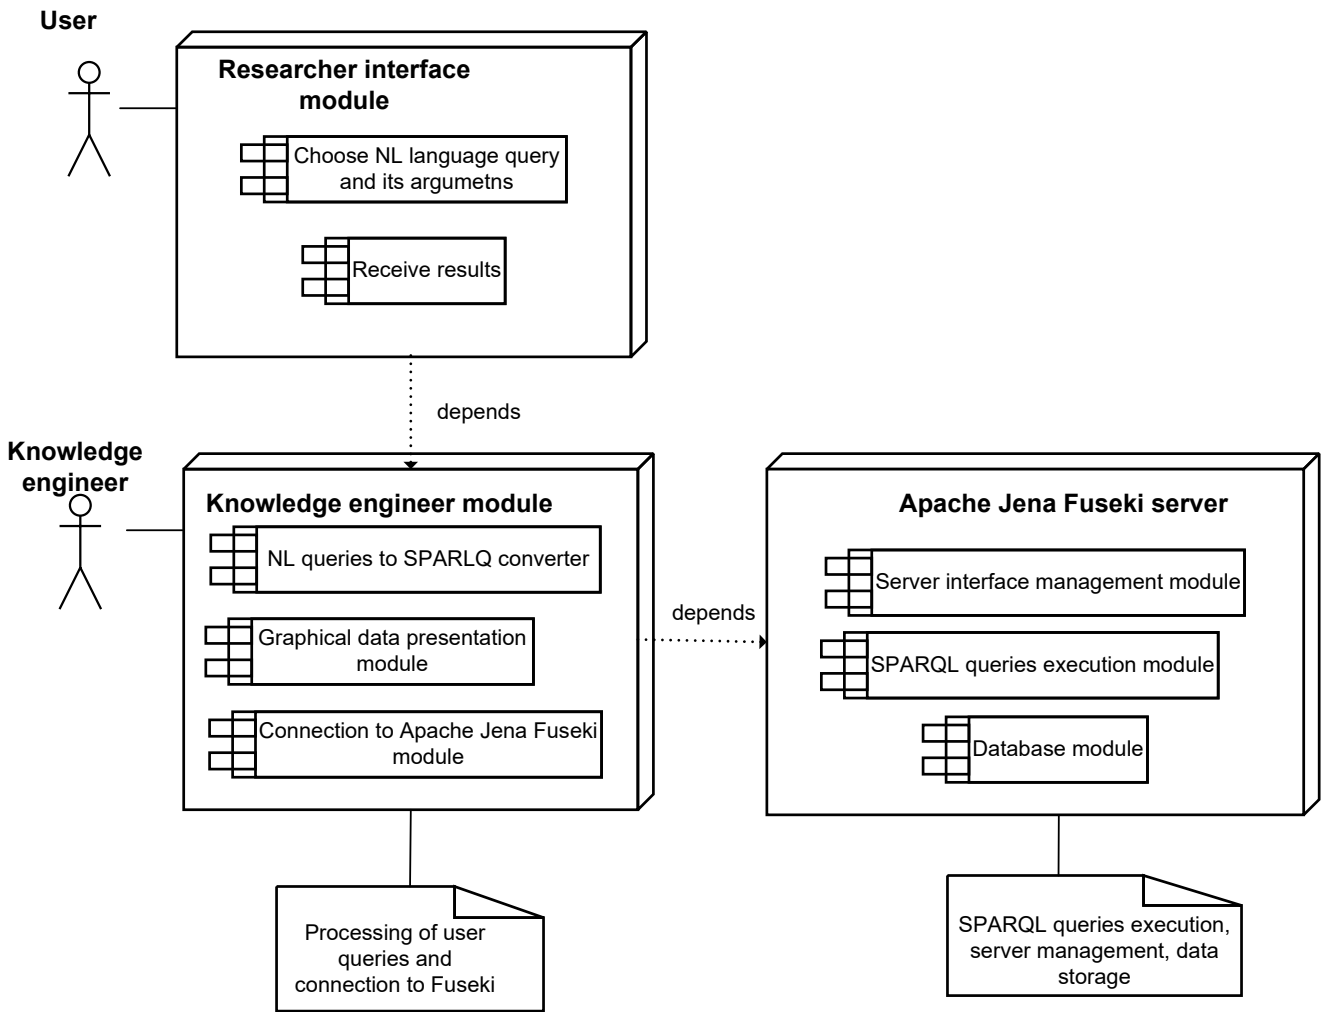 User
Researcher interface
module
Choose NL language query
and its argumetns
Receive results
depends
Knowledge
engineer
Knowledge engineer module
NL queries to SPARLQ converter
Graphical data presentation
module
Connection to Apache Jena Fuseki
module
depends
Apache Jena Fuseki server
Server interface management module
SPARQL queries execution module
Database module
Processing of user
queries and
connection to Fuseki
SPARQL queries execution,
server management, data
storage